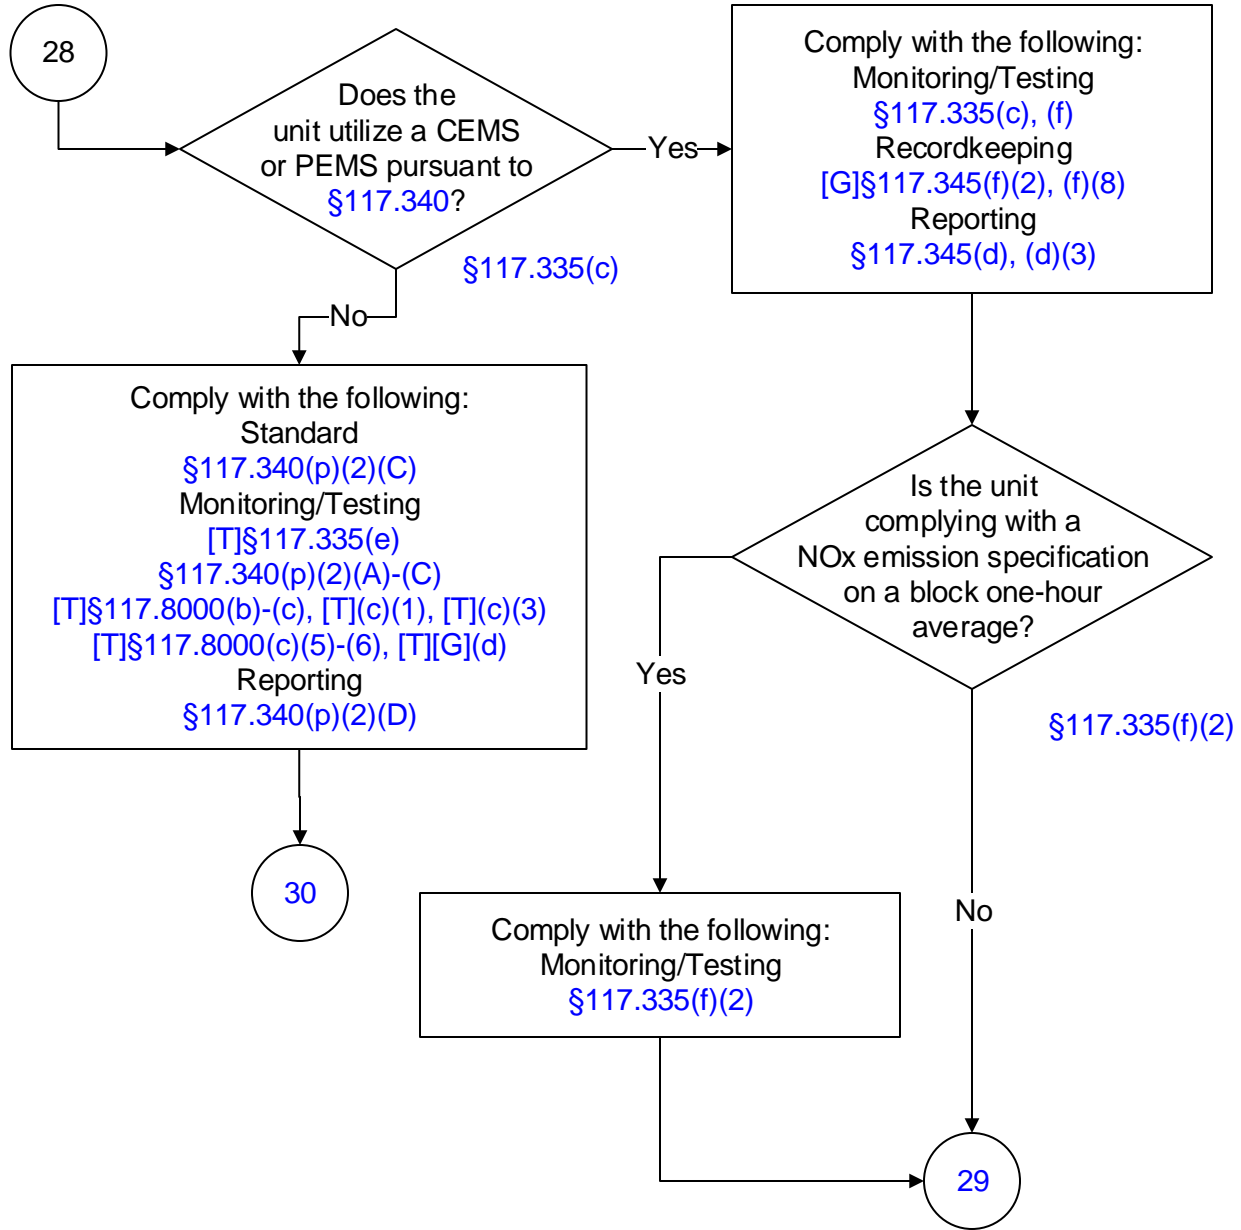 28
Does the
unit utilize a CEMS
or PEMS pursuant to
§117.340?
§117.335(c)
Yes
Comply with the following:
Monitoring/Testing
§117.335(c), (f)
Recordkeeping
[G]§117.345(f)(2), (f)(8)
Reporting
§117.345(d), (d)(3)
No
Comply with the following:
Standard
§117.340(p)(2)(C)
Monitoring/Testing
[T]§117.335(e)
§117.340(p)(2)(A)-(C)
[T]§117.8000(b)-(c), [T](c)(1), [T](c)(3)
[T]§117.8000(c)(5)-(6), [T][G](d)
Reporting
§117.340(p)(2)(D)
30
Is the unit
complying with a
NOx emission specification
on a block one-hour
average?
§117.335(f)(2)
Yes
Comply with the following:
Monitoring/Testing
§117.335(f)(2)
No
29